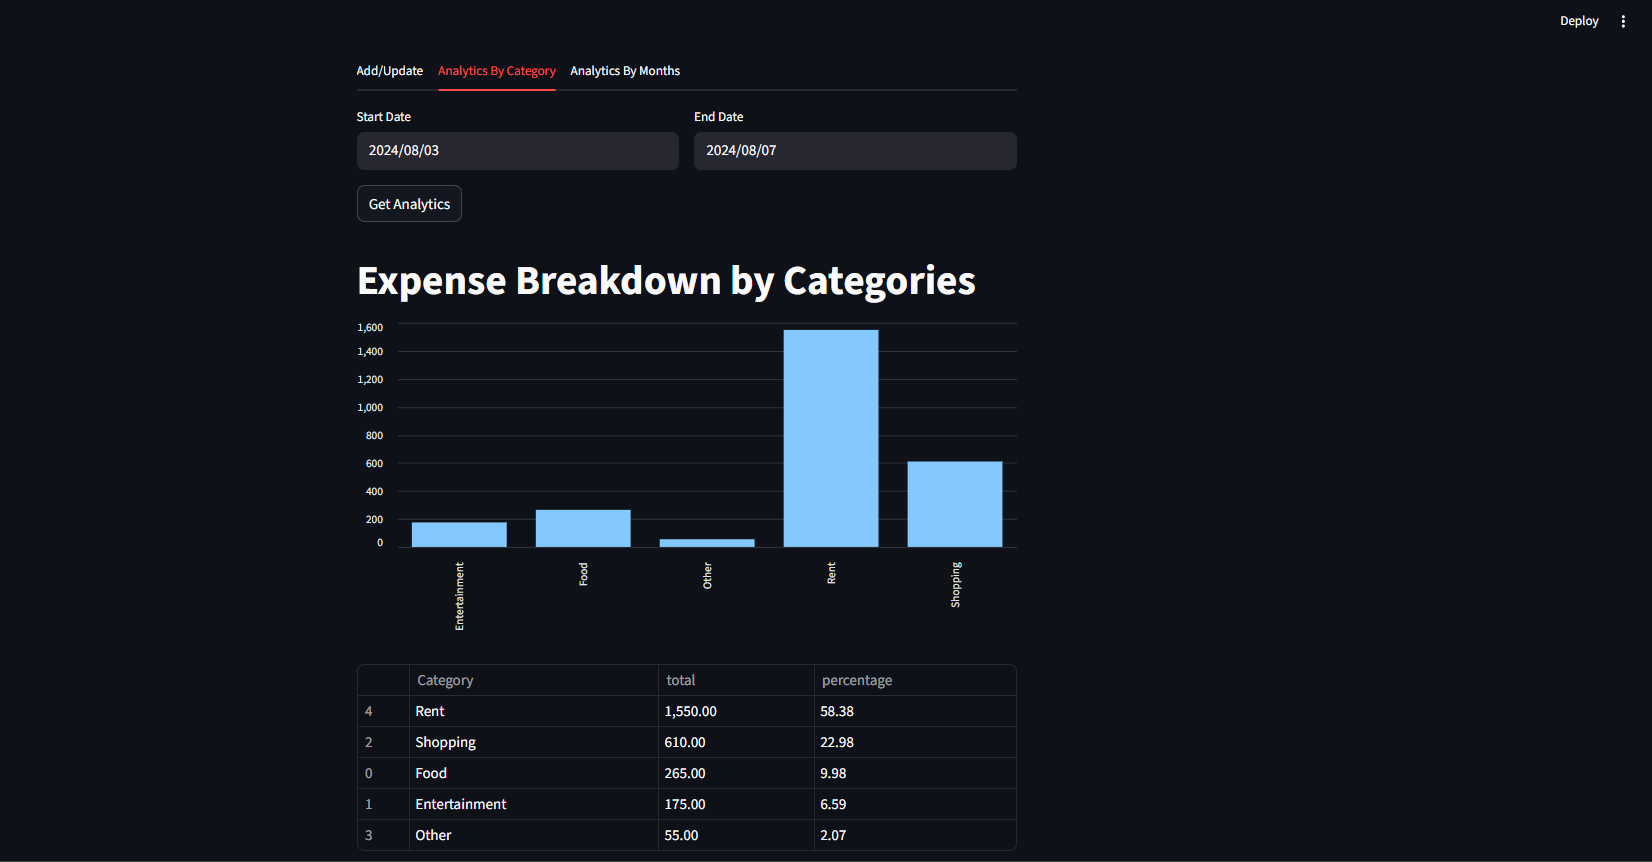 Deploy
Add/Update Analytics By Category Analytics By Months
Start Date End Date
2024/08/03 2024/08/07
Get Analytics
Expense Breakdown by Categories
1,600
1,400
1,200
1,000
800
600
400
200
0
Entertainment Food Other Rent Shopping
Category total percentage
4 Rent 1,550.00 58.38
2 Shopping 610.00 22.98
0 Food 265.00 9.98
1 Entertainment 175.00 6.59
3 Other 55.00 2.07